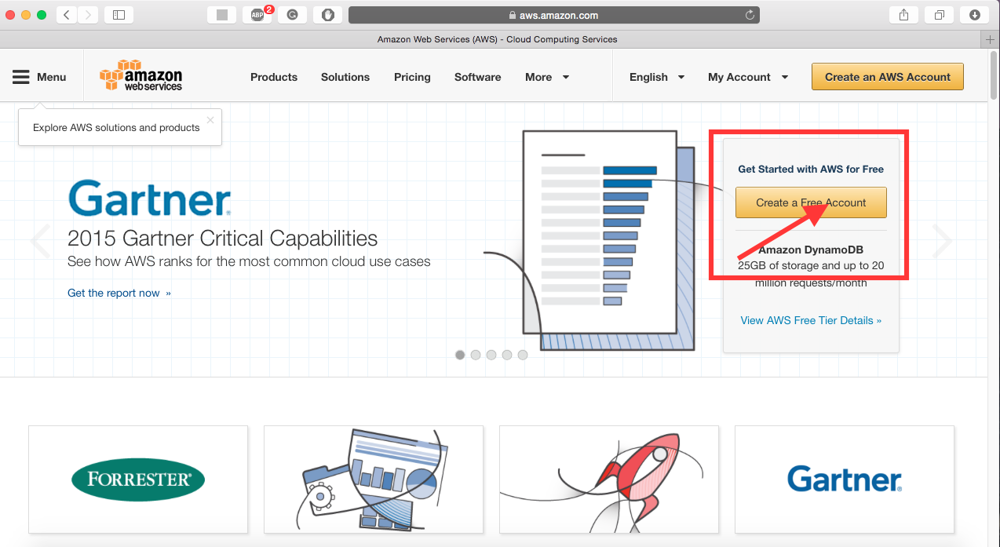 ABP
2
aws.amazon.com
Amazon Web Services (AWS) - Cloud Computing Services
Menu
amazon
web services
Products
Solutions
Pricing
Software
More
English
My Account
Create an AWS Account
Explore AWS solutions and products
Gartner®
2015 Gartner Critical Capabilities
See how AWS ranks for the most common cloud use cases
Get the report now »
Get Started with AWS for Free
Create a Free Account
Amazon DynamoDB
25GB of storage and up to 20
million requests/month
View AWS Free Tier Details »
FORRESTER®
Gartner®